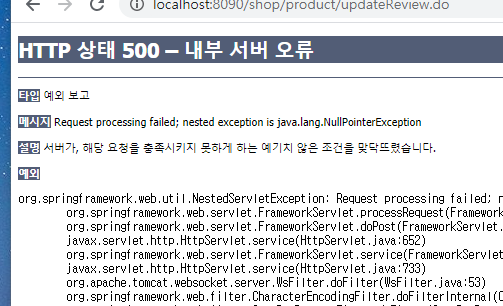 localhost:8090/shop/product/updateReview.do
HTTP 상태 500 – 내부 서버 오류
타입 예외 보고
메시지 Request processing failed; nested exception is java.lang.NullPointerException
설명 서버가, 해당 요청을 충족시키지 못하게 하는 예기치 않은 조건을 맞닥뜨렸습니다.
예외
org.springframework.web.util.NestedServletException: Request processing failed; n
org.springframework.web.servlet.FrameworkServlet.processRequest(Framework
org.springframework.web.servlet.FrameworkServlet.doPost(FrameworkServlet.
javax.servlet.http.HttpServlet.service(HttpServlet.java:652)
org.springframework.web.servlet.FrameworkServlet.service(FrameworkServlet
javax.servlet.http.HttpServlet.service(HttpServlet.java:733)
org.apache.tomcat.websocket.server.WsFilter.doFilter(WsFilter.java:53)
org.springframework.web.filter.CharacterEncodingFilter.doFilterInternal